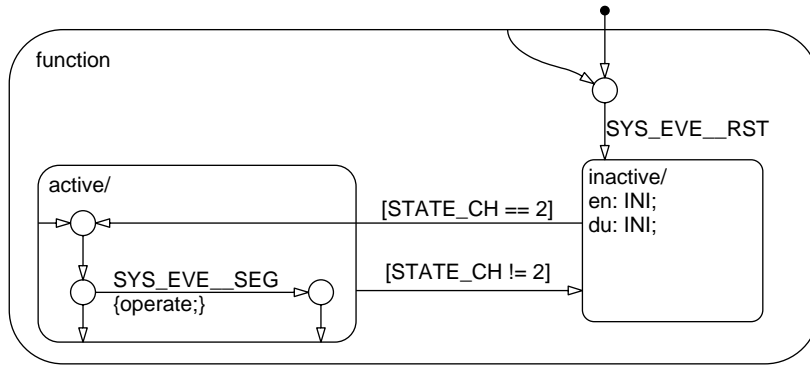 function
SYS_EVE__RST
active/
inactive/
en: INI;
du: INI;
[STATE_CH == 2]
SYS_EVE__SEG
{operate;}
[STATE_CH != 2]